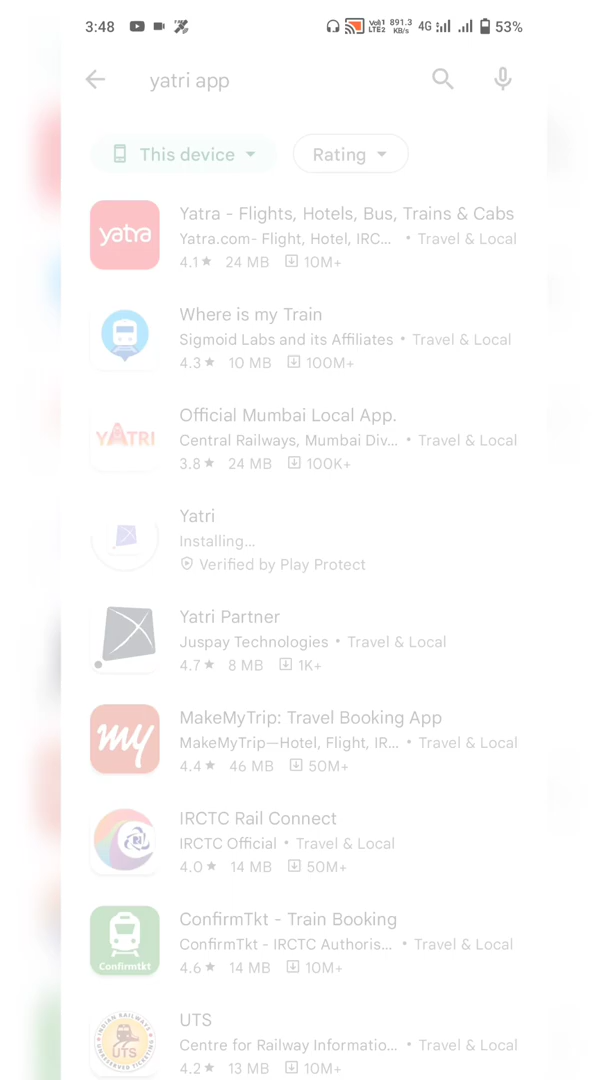 3:48 VoLTE2 891.3 KB/s 4G 53%
yatri app
This device Rating
yatra
Yatra - Flights, Hotels, Bus, Trains & Cabs
Yatra.com- Flight, Hotel, IRC... • Travel & Local
4.1★ 24 MB 10M+
Where is my Train
Sigmoid Labs and its Affiliates • Travel & Local
4.3★ 10 MB 100M+
YATRI
Official Mumbai Local App.
Central Railways, Mumbai Div... • Travel & Local
3.8★ 24 MB 100K+
Yatri
Installing...
Verified by Play Protect
Yatri Partner
Juspay Technologies • Travel & Local
4.7★ 8 MB 1K+
my
MakeMyTrip: Travel Booking App
MakeMyTrip—Hotel, Flight, IR... • Travel & Local
4.4★ 46 MB 50M+
IRCTC Rail Connect
IRCTC Official • Travel & Local
4.0★ 14 MB 50M+
Confirmtkt
ConfirmTkt - Train Booking
ConfirmTkt - IRCTC Authoris... • Travel & Local
4.6★ 14 MB 10M+
INDIAN RAILWAYS
UTS
UNRESERVED TICKETING
UTS
Centre for Railway Informatio... • Travel & Local
4.2★ 13 MB 10M+